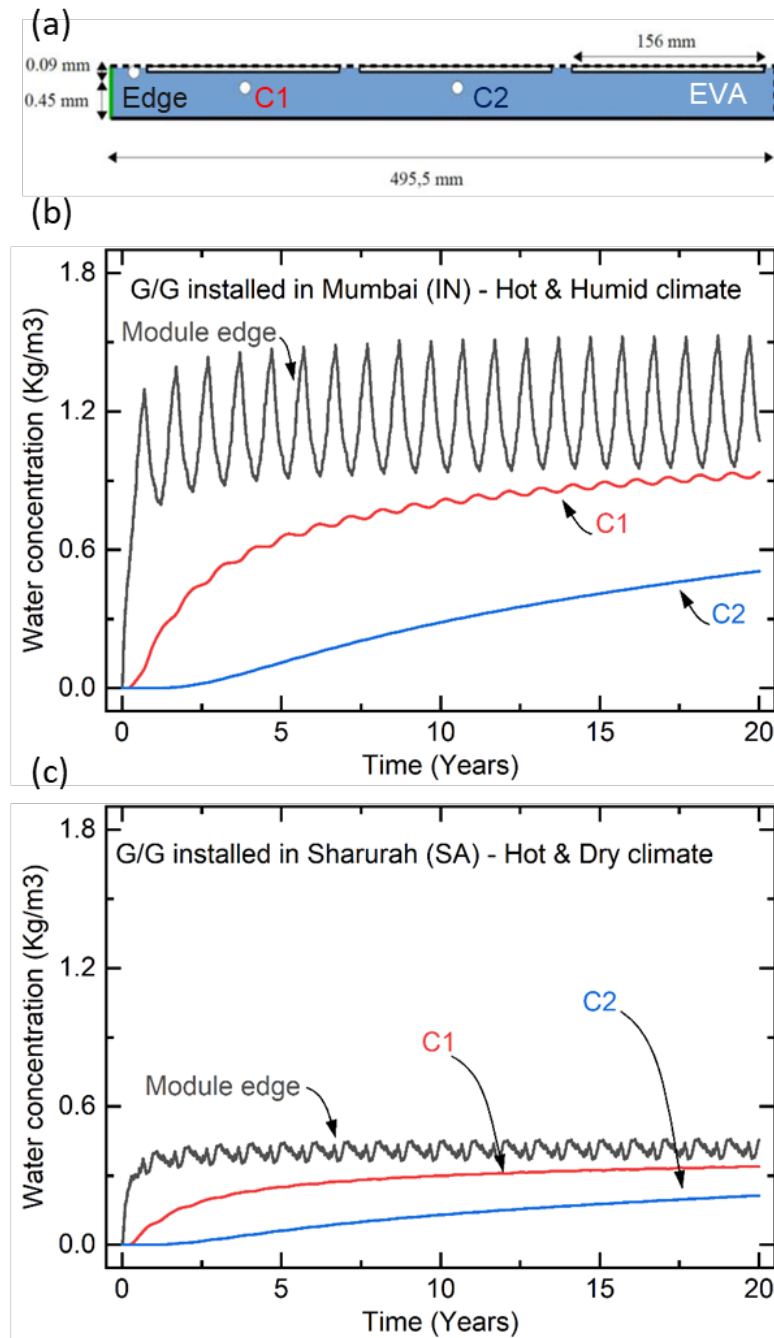 (a)
156 mm
0.09 mm
0.45 mm
Edge C1 C2 EVA
495,5 mm
(b)
G/G installed in Mumbai (IN) - Hot & Humid climate
Module edge
C1
C2
Water concentration (Kg/m3)
1.8
1.2
0.6
0.0
0 5 10 15 20
Time (Years)
(c)
G/G installed in Sharurah (SA) - Hot & Dry climate
C2
C1
Module edge
Water concentration (Kg/m3)
1.8
1.2
0.6
0.0
0 5 10 15 20
Time (Years)